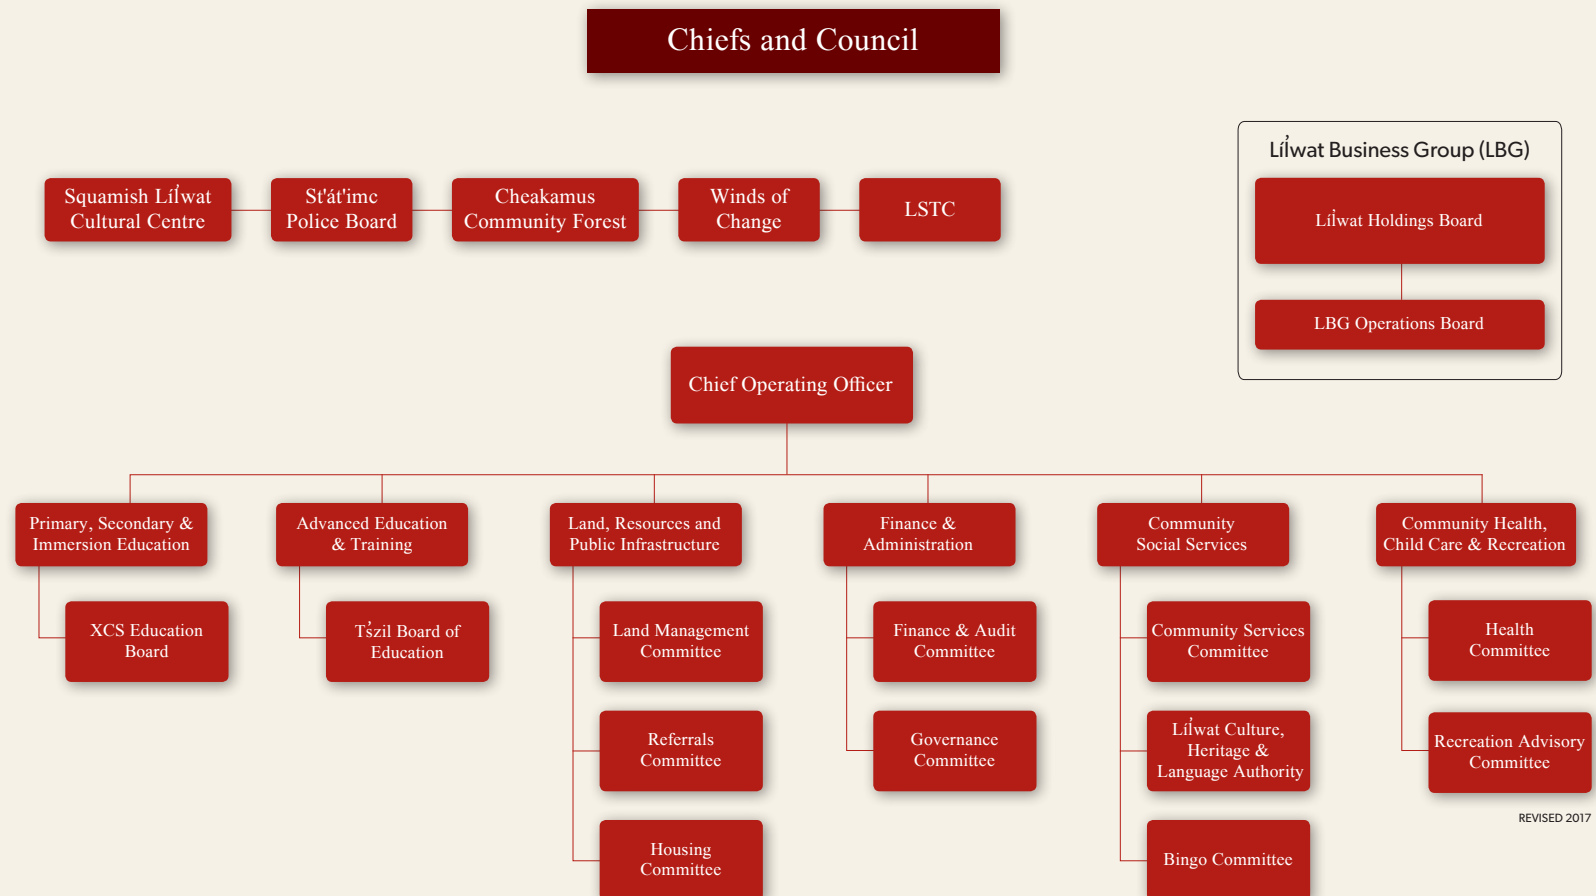 Chiefs and Council
Líl̓wat Business Group (LBG)
Squamish Líl̓wat
Cultural Centre
St'át'imc
Police Board
Cheakamus
Community Forest
Winds of
Change
LSTC
Líl̓wat Holdings Board
LBG Operations Board
Chief Operating Officer
Primary, Secondary &
Immersion Education
Advanced Education
& Training
Land, Resources and
Public Infrastructure
Finance &
Administration
Community
Social Services
Community Health,
Child Care & Recreation
XCS Education
Board
Ts̓zil Board of
Education
Land Management
Committee
Finance & Audit
Committee
Community Services
Committee
Health
Committee
Referrals
Committee
Governance
Committee
Líl̓wat Culture,
Heritage &
Language Authority
Recreation Advisory
Committee
REVISED 2017
Housing
Committee
Bingo Committee